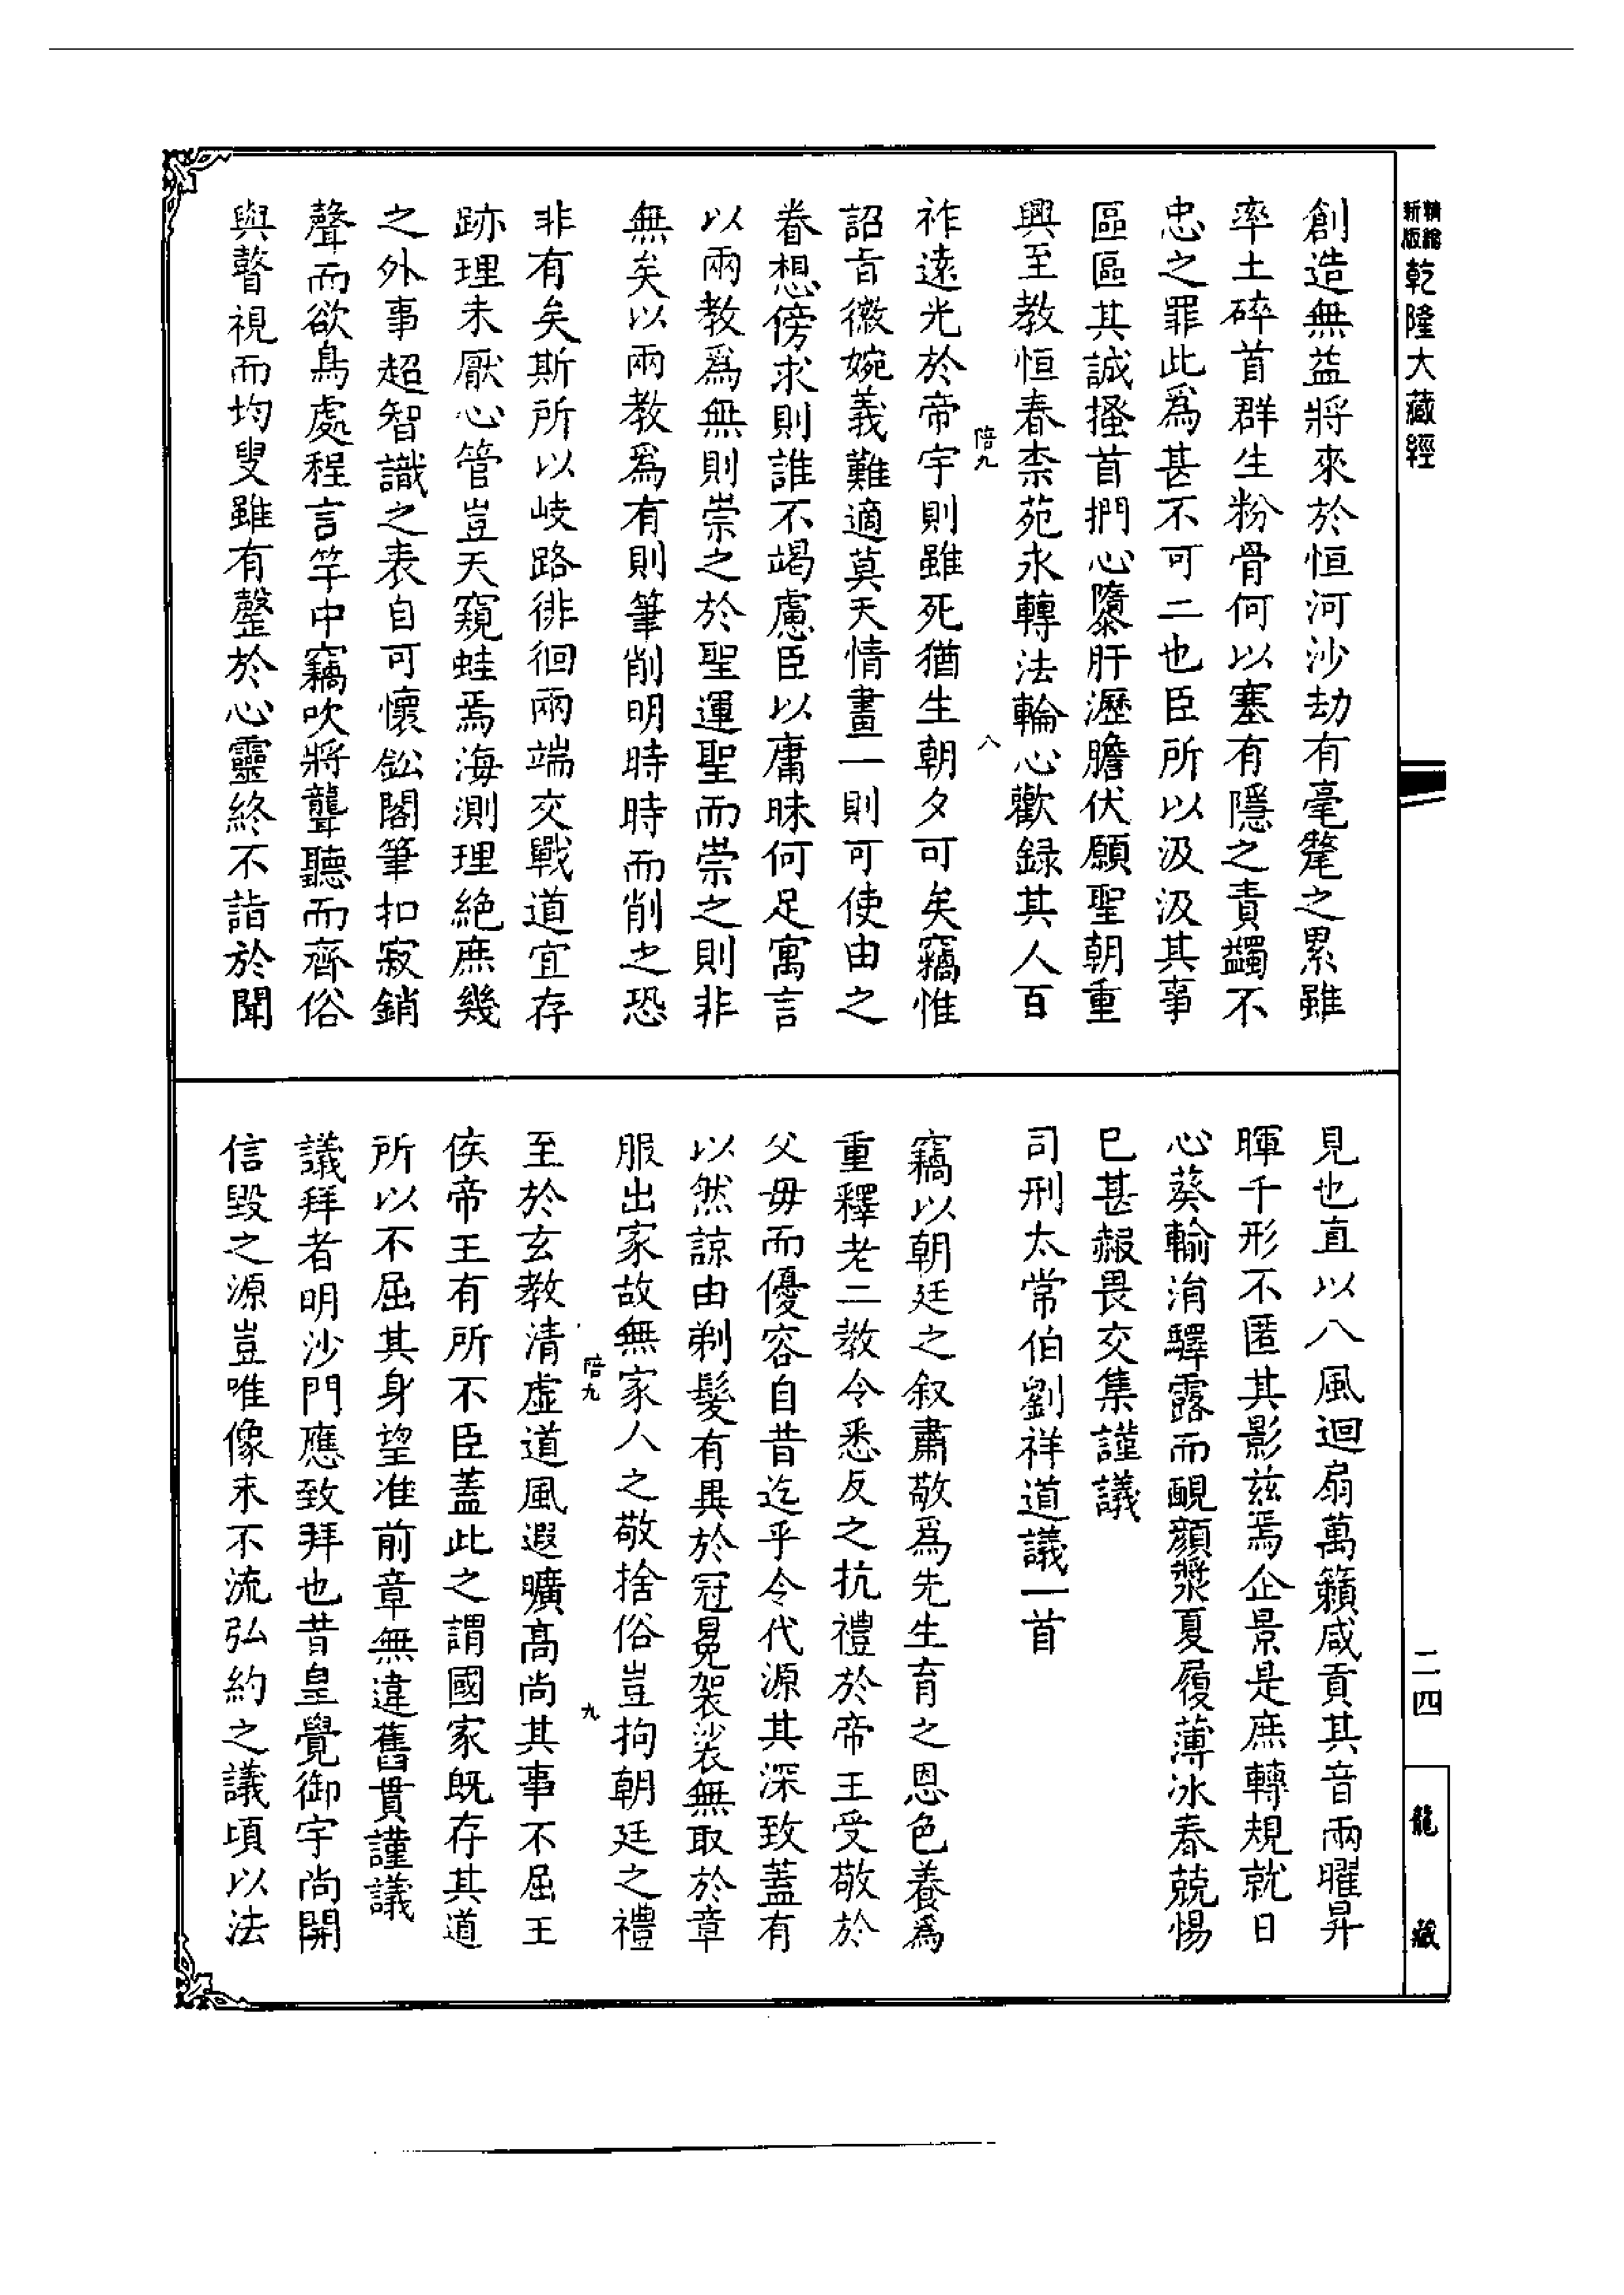 精縮新版乾隆大藏經
創造無益將來於恒河沙劫有毫氂之累雖
率土碎首群生粉骨何以塞有隱之責蠲不
忠之罪此爲甚不可二也臣所以汲汲其事
區區其誠搔首捫心隳肝瀝膽伏願聖朝重
興至教恒春柰苑永轉法輪心歡録其人百
陪九
八
祚遠光於帝宇則雖死猶生朝夕可矣竊惟
詔旨微婉義難適莫天情畫一則可使由之
眷想傍求則誰不竭慮臣以庸昧何足寓言
以兩教爲無則崇之於聖運聖而崇之則非
無矣以兩教爲有則筆削明時時而削之恐
非有矣斯所以岐路徘徊兩端交戰道宜存
跡理未厭心管豈天窺蛙焉海測理絶庶幾
之外事超智識之表自可懷鈆閣筆扣寂銷
聲而欲鳥處程言竽中竊吹將聾聽而齊俗
與瞽視而均叟雖有罄於心靈終不詣於聞
見也直以八風迴扇萬籟咸貢其音兩曜昇
暉千形不匿其影兹焉企景是庶轉規就日
心葵輸涓驛露而靦顔漿夏履薄冰春兢惕
巳甚赧畏交集謹議
司刑太常伯劉祥道議一首
竊以朝廷之叙肅敬爲先生育之恩色養爲
重釋老二教令悉反之抗禮於帝王受敬於
父毋而優容自昔迄乎今代源其深致蓋有
以然諒由剃髮有異於冠冕袈裟無取於章
服出家故無家人之敬捨俗豈拘朝廷之禮
陪九
九
至於玄教清虚道風遐曠高尚其事不屈王
侯帝王有所不臣蓋此之謂國家既存其道
所以不屈其身望准前章無違舊貫謹議
議拜者明沙門應致拜也昔皇覺御宇尚開
信毀之源豈唯像末不流弘約之議頃以法
二四
龍藏